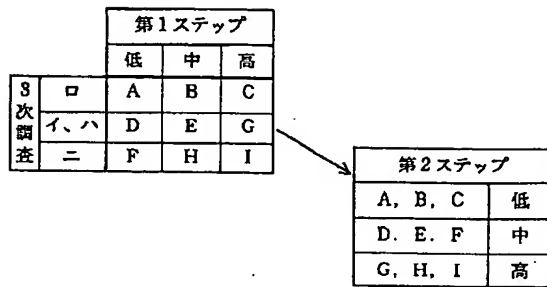 第1ステップ
低 中 高
3次調査
ロ A B C
イ、ハ D E G
ニ F H I
第2ステップ
A, B, C 低
D. E. F 中
G, H, I 高